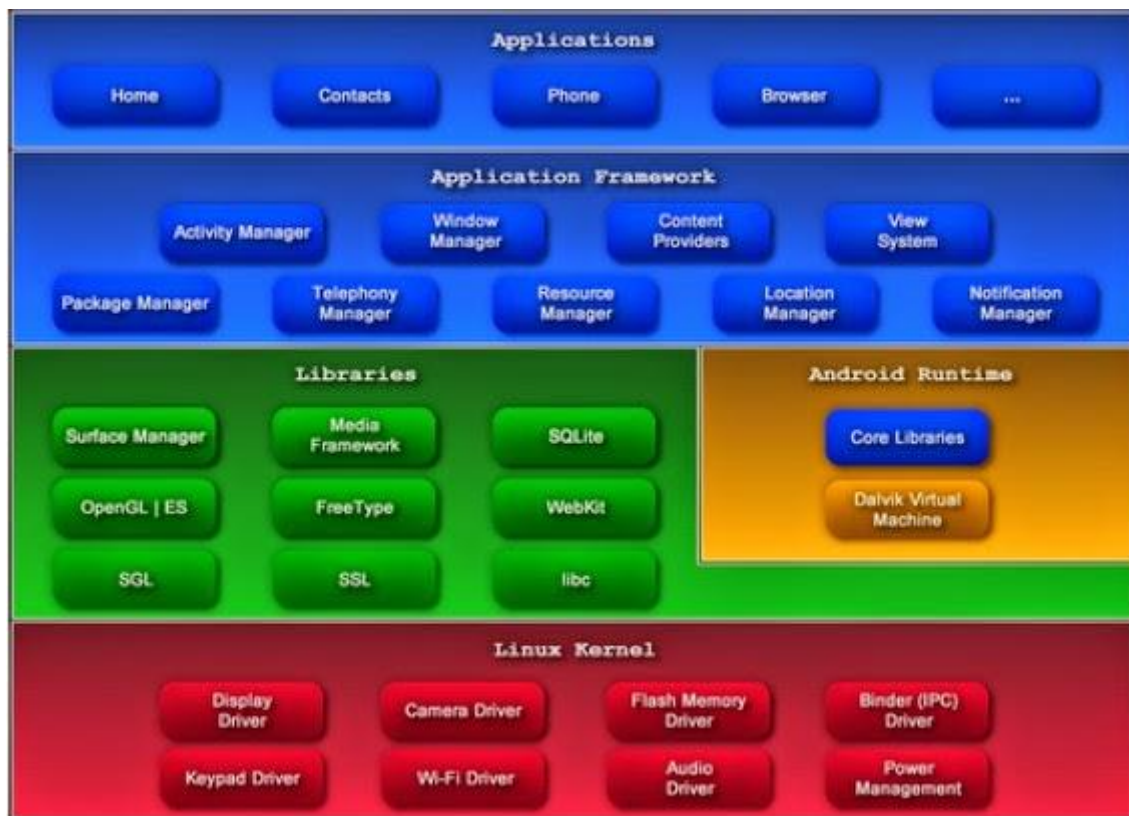 Applications
Home
Contacts
Phone
Browser
...
Application Framework
Activity Manager
Window
Manager
Content
Providers
View
System
Package Manager
Telephony
Manager
Resource
Manager
Location
Manager
Notification
Manager
Libraries
Surface Manager
Media
Framework
SQLite
OpenGL | ES
FreeType
WebKit
SGL
SSL
libc
Android Runtime
Core Libraries
Dalvik Virtual
Machine
Linux Kernel
Display
Driver
Camera Driver
Flash Memory
Driver
Binder (IPC)
Driver
Keypad Driver
Wi-Fi Driver
Audio
Driver
Power
Management